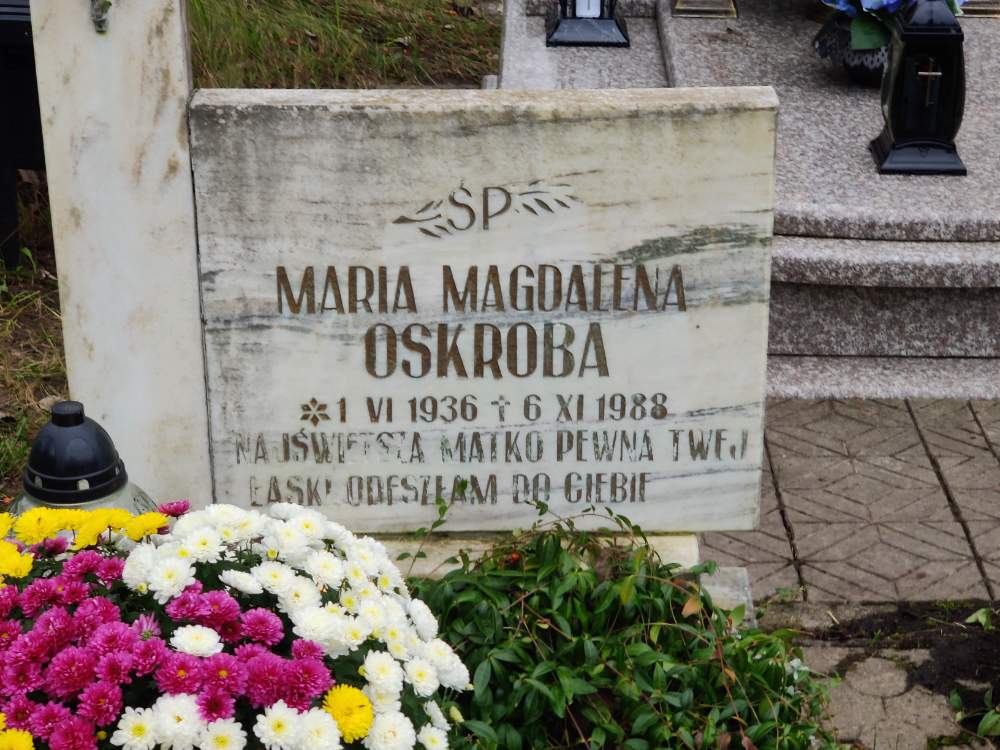 ŚP
MARIA MAGDALENA
OSKROBA
* 1 VI 1936 † 6 XI 1988
NAJŚWIĘTSZA MATKO PEWNA TWEJ
ŁASKI ODESZŁAM DO CIEBIE